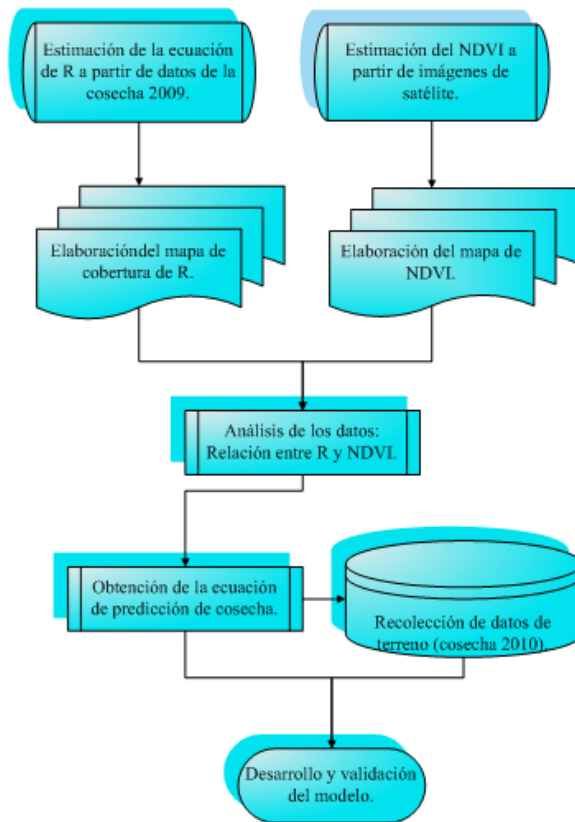 Estimación de la ecuación
de R a partir de datos de la
cosecha 2009.
Estimación del NDVI a
partir de imágenes de
satélite.
Elaboracióndel mapa de
cobertura de R.
Elaboración del mapa de
NDVI.
Análisis de los datos:
Relación entre R y NDVI.
Obtención de la ecuación
de predicción de cosecha.
Recolección de datos de
terreno (cosecha 2010).
Desarrollo y validación
del modelo.